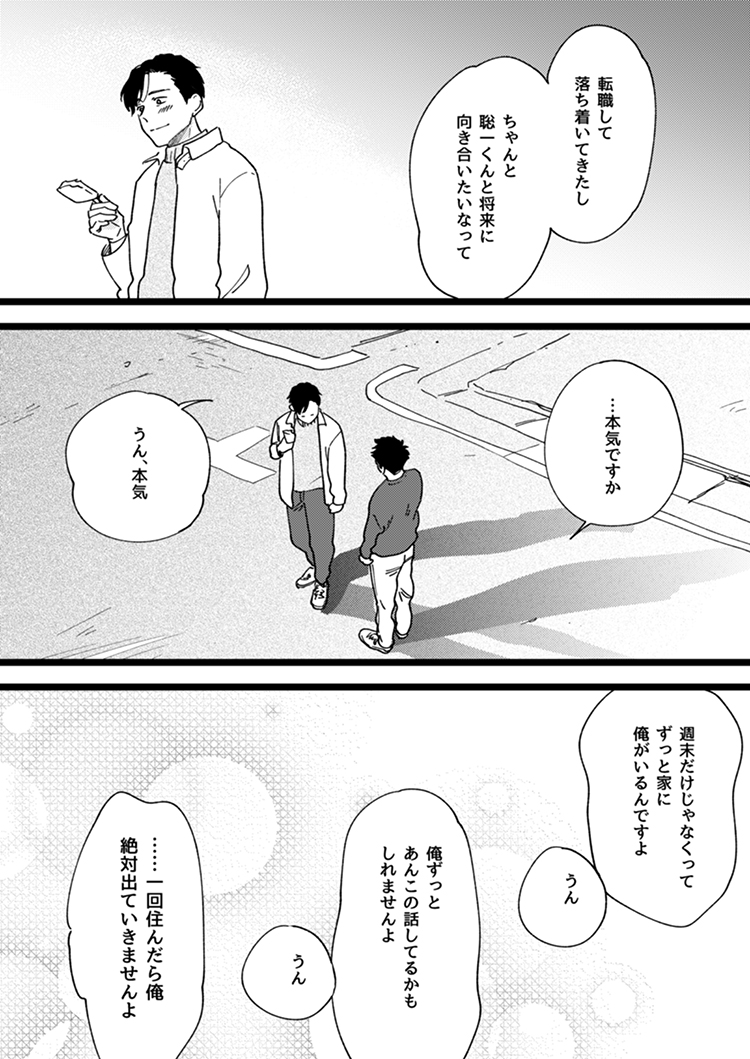 転職して
落ち着いてきたし
ちゃんと
聡一くんと将来に
向き合いたいなって
…本気ですか
うん、本気
週末だけじゃなくって
ずっと家に
俺がいるんですよ
うん
俺ずっと
あんこの話してるかも
しれませんよ
うん
……一回住んだら俺
絶対出ていきませんよ